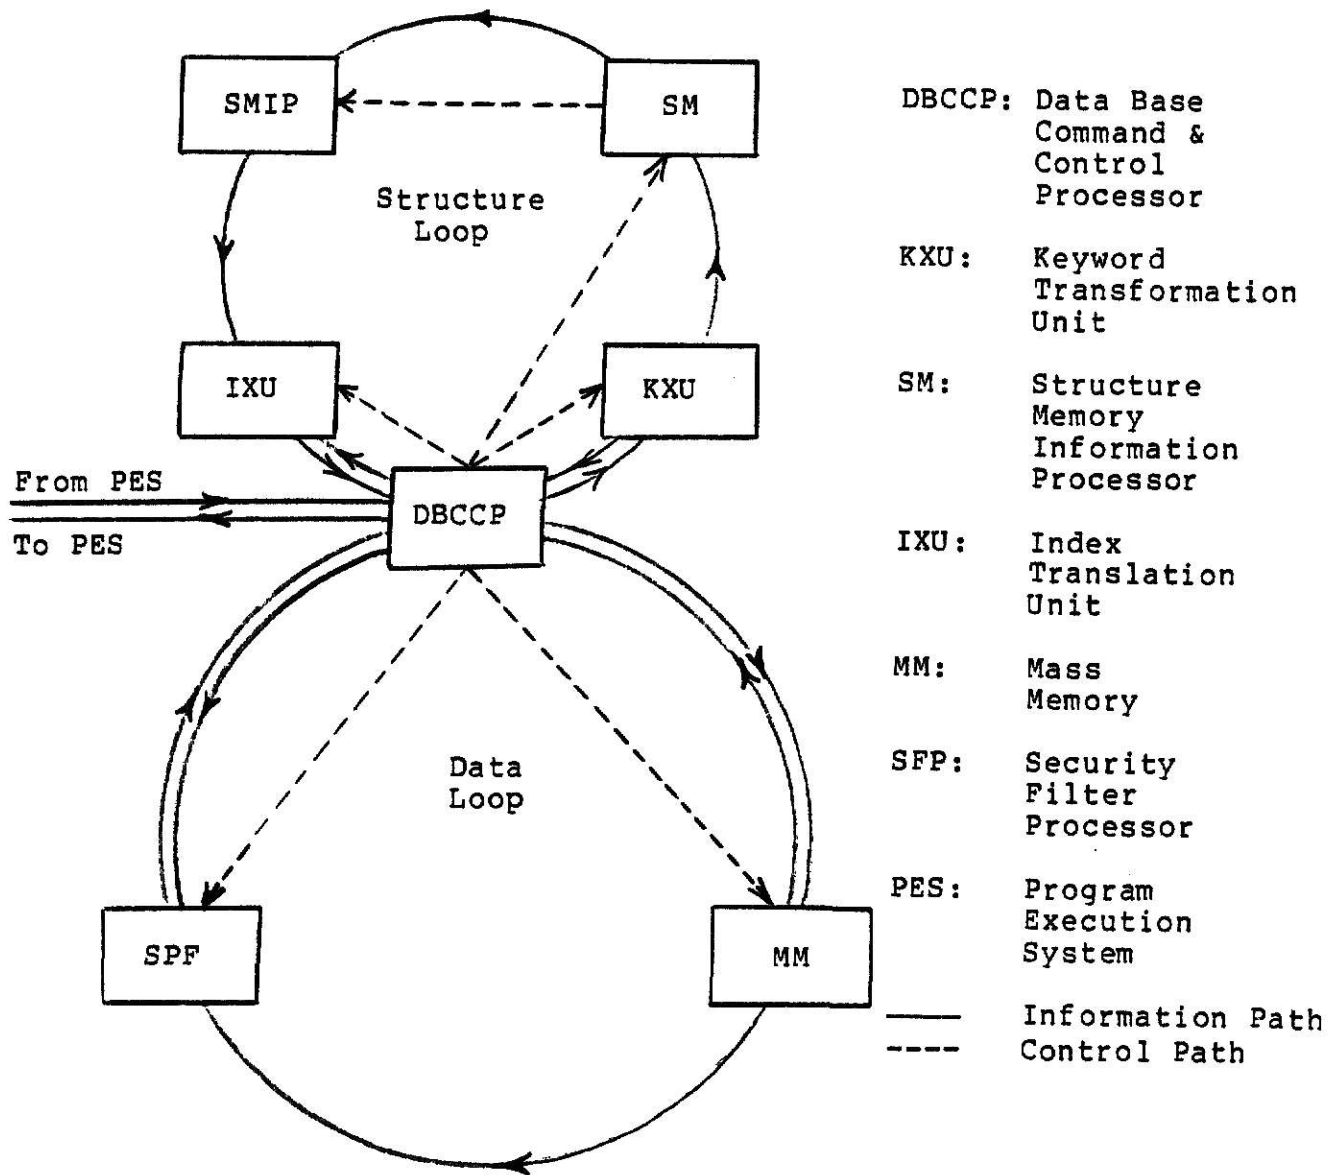 SMIP
SM
Structure
Loop
IXU
KXU
From PES
To PES
DBCCP
Data
Loop
SPF
MM
DBCCP: Data Base
Command &
Control
Processor
KXU: Keyword
Transformation
Unit
SM: Structure
Memory
Information
Processor
IXU: Index
Translation
Unit
MM: Mass
Memory
SFP: Security
Filter
Processor
PES: Program
Execution
System
Information Path
Control Path